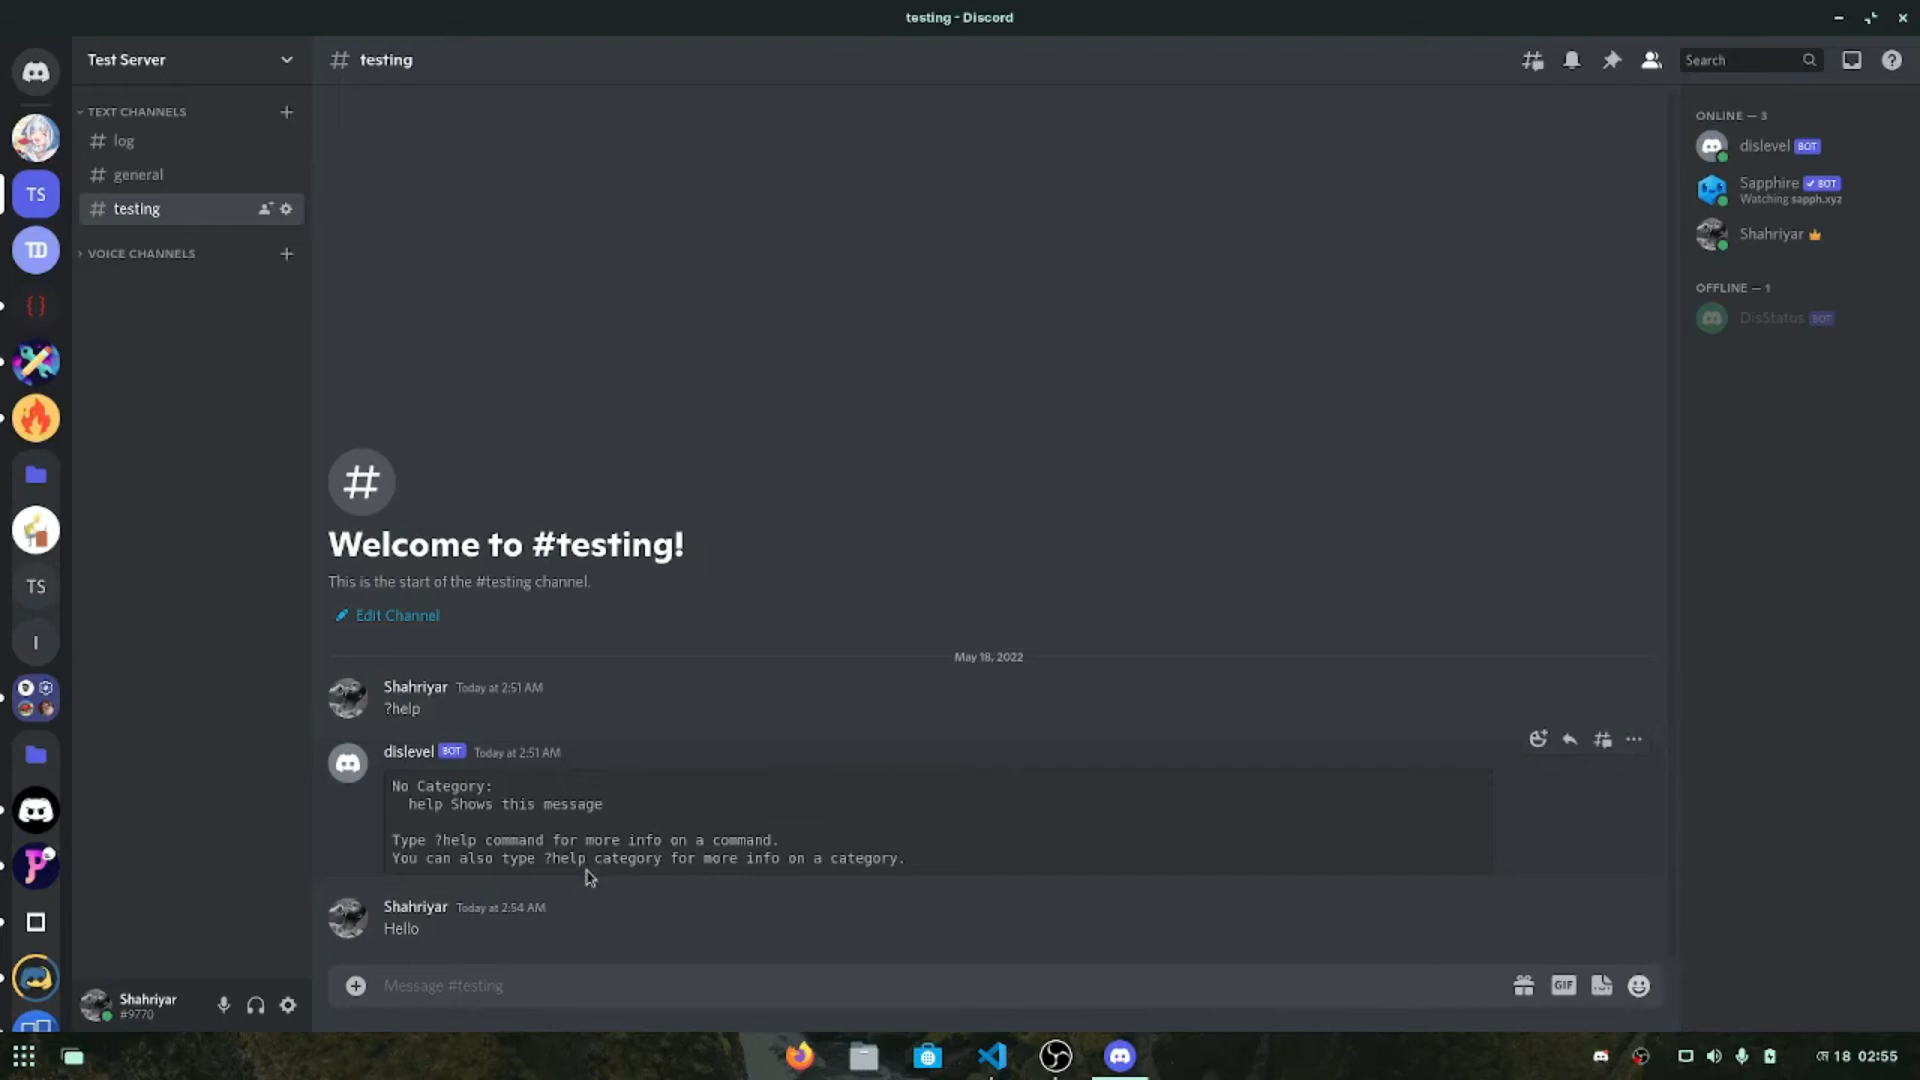 testing - Discord
Test Server
# testing
Search
TEXT CHANNELS
log
general
testing
VOICE CHANNELS
TS
TD
{ }
TS
I
Welcome to #testing!
This is the start of the #testing channel.
Edit Channel
May 18, 2022
Shahriyar Today at 2:51 AM
?help
dislevel BOT Today at 2:51 AM
No Category:
help Shows this message
Type ?help command for more info on a command.
You can also type ?help category for more info on a category.
Shahriyar Today at 2:54 AM
Hello
Message #testing
GIF
ONLINE — 3
dislevel BOT
Sapphire ✓ BOT
Watching sapph.xyz
Shahriyar
OFFLINE — 1
DisStatus BOT
Shahriyar
#9770
মে 18 02:55